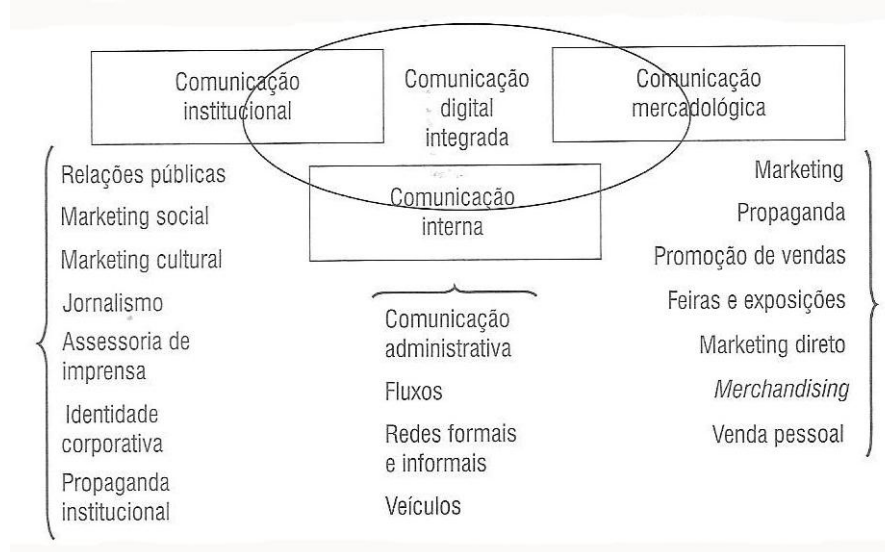 Comunicação
institucional
Comunicação
digital
integrada
Comunicação
mercadológica
Comunicação
interna
Relações públicas
Marketing social
Marketing cultural
Jornalismo
Assessoria de
imprensa
Identidade
corporativa
Propaganda
institucional
Comunicação
administrativa
Fluxos
Redes formais
e informais
Veículos
Marketing
Propaganda
Promoção de vendas
Feiras e exposições
Marketing direto
Merchandising
Venda pessoal